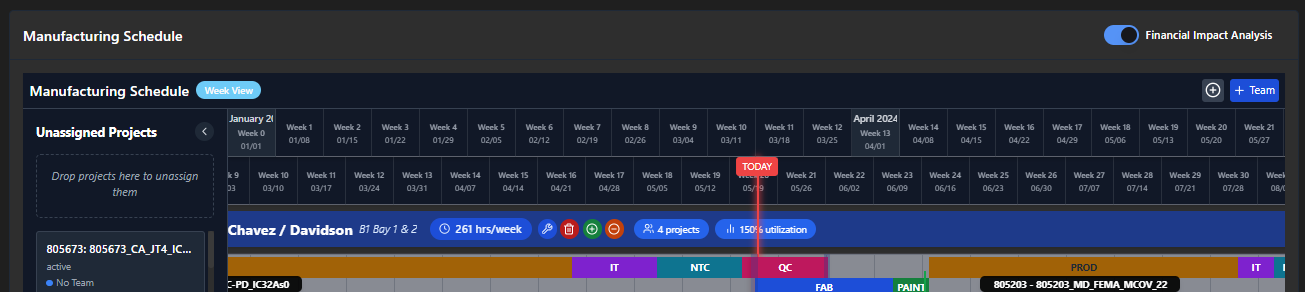 Manufacturing Schedule
Financial Impact Analysis
Manufacturing Schedule
Week View
+ Team
Unassigned Projects
Drop projects here to unassign
them
805673: 805673_CA_JT4_IC...
active
No Team
January 20
April 2024
Week 0 Week 1 Week 2 Week 3 Week 4 Week 5 Week 6 Week 7 Week 8 Week 9 Week 10 Week 11 Week 12 Week 13 Week 14 Week 15 Week 16 Week 17 Week 18 Week 19 Week 20 Week 21
01/01 01/08 01/15 01/22 01/29 02/05 02/12 02/19 02/26 03/04 03/11 03/18 03/25 04/01 04/08 04/15 04/22 04/29 05/06 05/13 05/20 05/27
TODAY
Week 10 Week 11 Week 12 Week 13 Week 14 Week 15 Week 16 Week 17 Week 18 Week 19 Week 21 Week 22 Week 23 Week 24 Week 25 Week 26 Week 27 Week 28 Week 29 Week 30
03/10 03/17 03/24 03/31 04/07 04/14 04/21 04/28 05/05 05/12 05/19 05/26 06/02 06/09 06/16 06/23 06/30 07/07 07/14 07/21 07/28
Chavez / Davidson B1 Bay 1 & 2 261 hrs/week 4 projects 150% utilization
IT NTC QC PROD IT
C-PD_IC32As0 FAB PAINT 805203 - 805203_MD_FEMA_MCOV_22